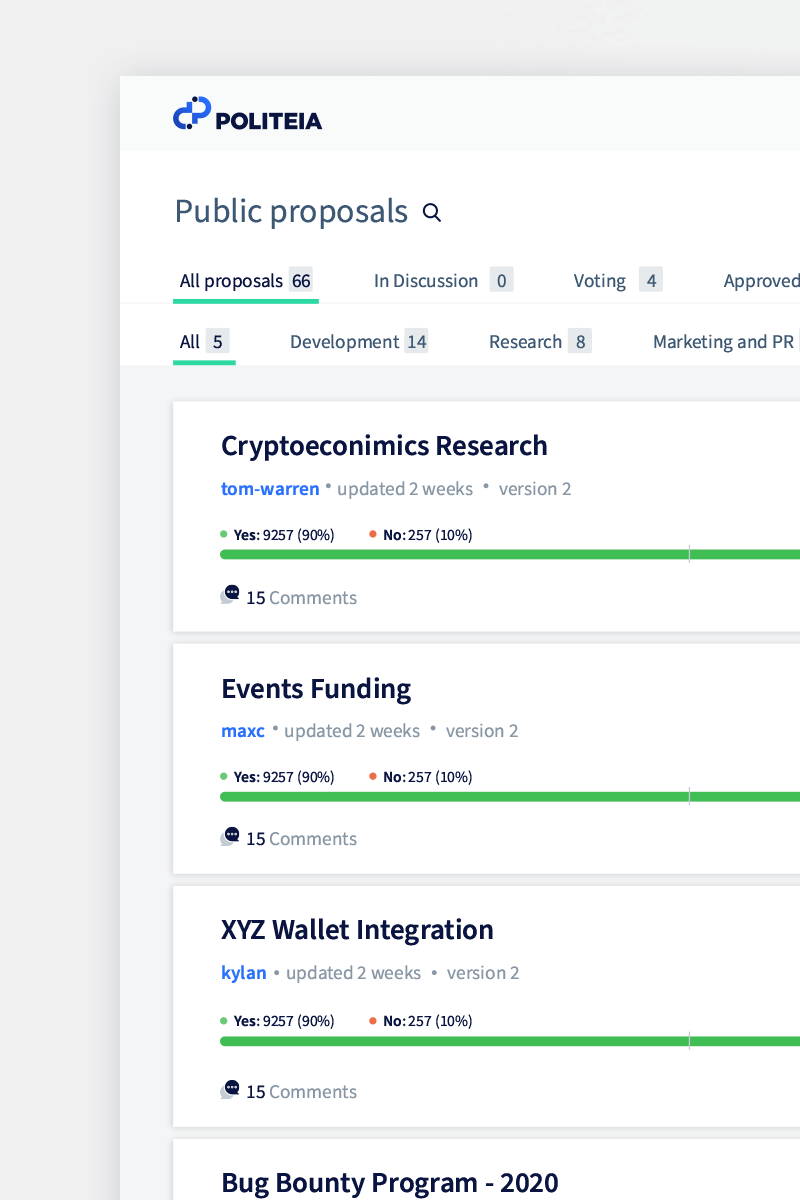 POLITEIA
Public proposals
All proposals 66 In Discussion 0 Voting 4 Approved
All 5 Development 14 Research 8 Marketing and PR
Cryptoeconimics Research
tom-warren • updated 2 weeks • version 2
Yes: 9257 (90%) No: 257 (10%)
15 Comments
Events Funding
maxc • updated 2 weeks • version 2
Yes: 9257 (90%) No: 257 (10%)
15 Comments
XYZ Wallet Integration
kylan • updated 2 weeks • version 2
Yes: 9257 (90%) No: 257 (10%)
15 Comments
Bug Bounty Program - 2020